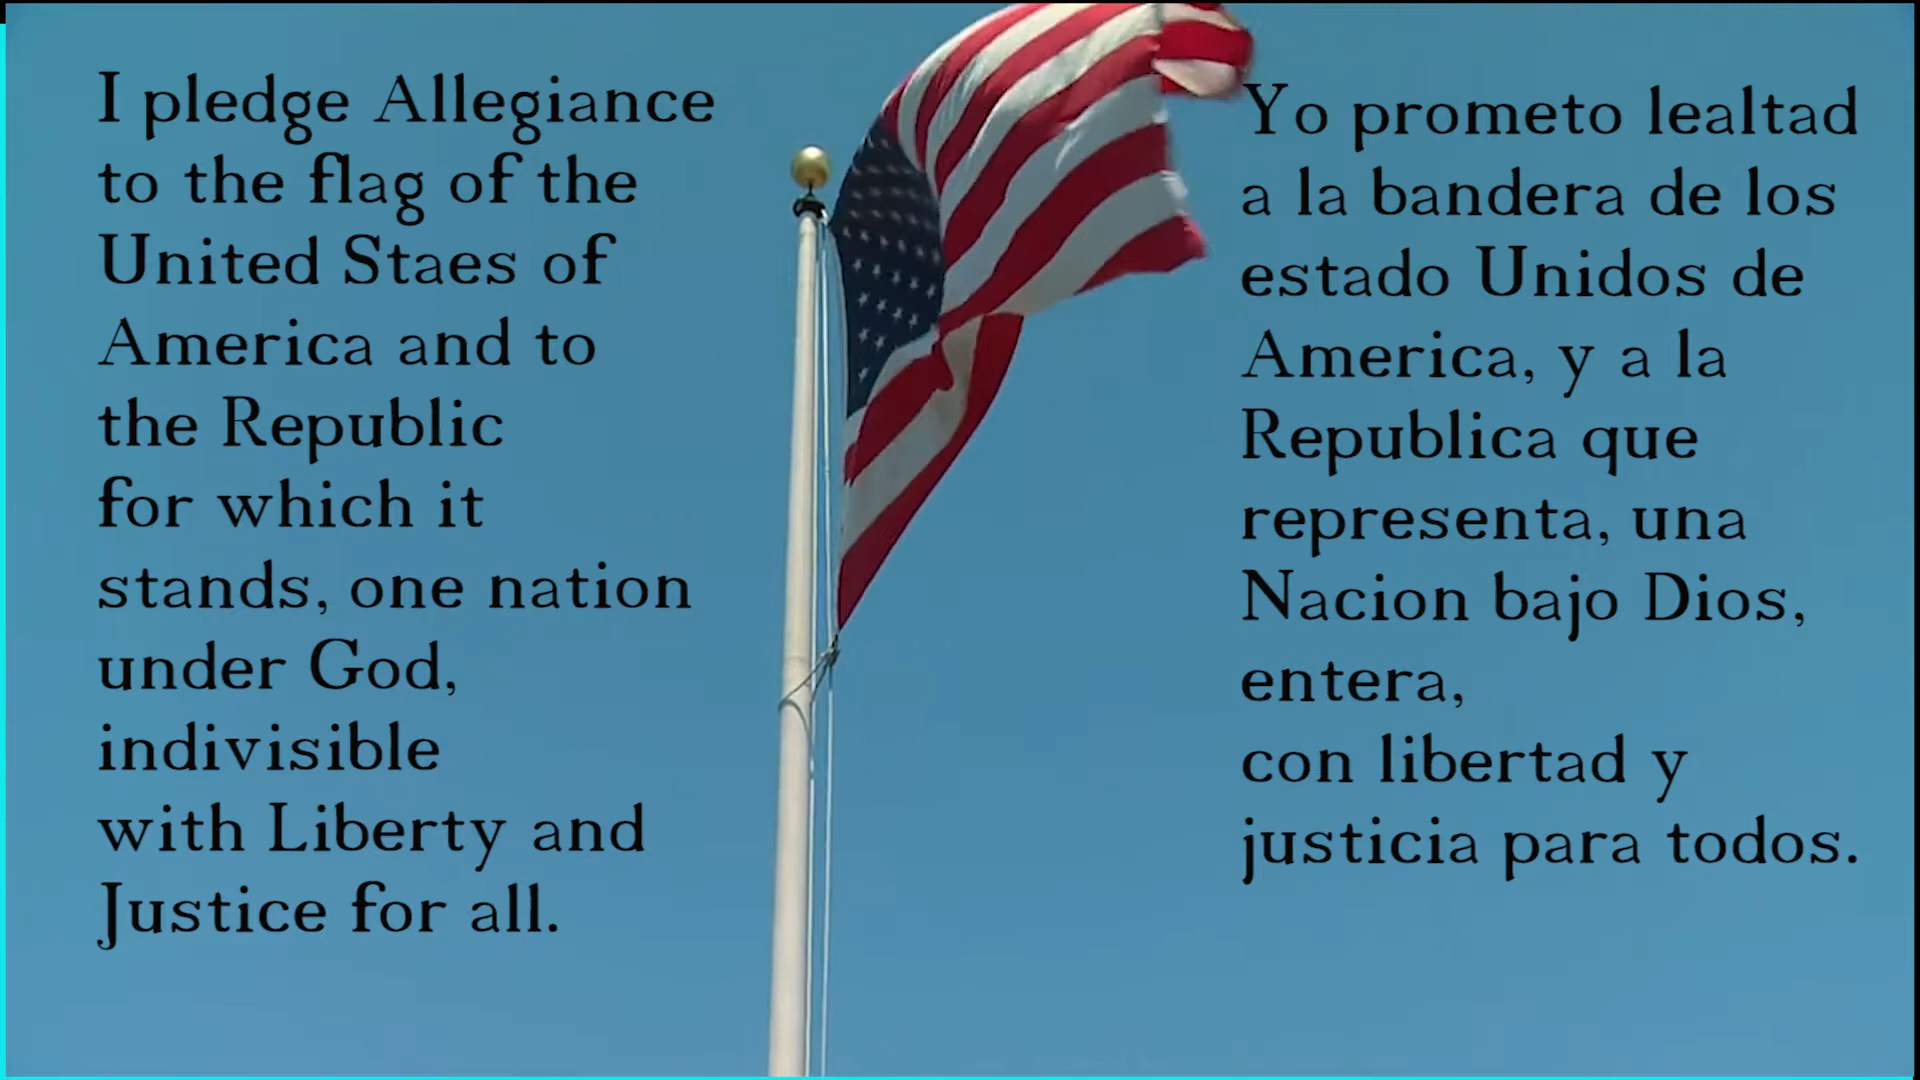 I pledge Allegiance
to the flag of the
United Staes of
America and to
the Republic
for which it
stands, one nation
under God,
indivisible
with Liberty and
Justice for all.
Yo prometo lealtad
a la bandera de los
estado Unidos de
America, y a la
Republica que
representa, una
Nacion bajo Dios,
entera,
con libertad y
justicia para todos.